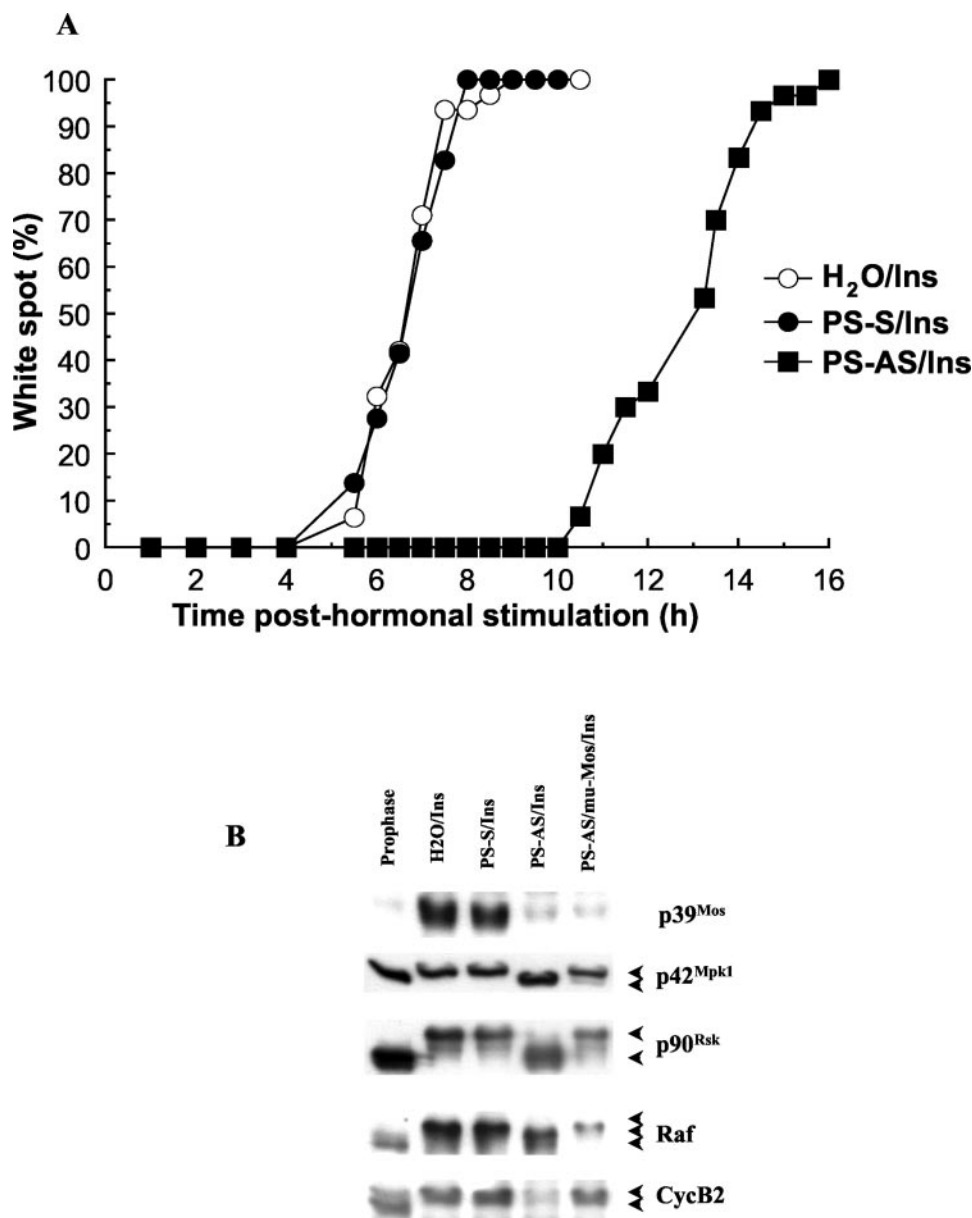 A
100
90
80
70
60
50
40
30
20
10
0
White spot (%)
0 2 4 6 8 10 12 14 16
Time post-hormonal stimulation (h)
H₂O/Ins
PS-S/Ins
PS-AS/Ins
B
Prophase
H2O/Ins
PS-S/Ins
PS-AS/Ins
PS-AS/mu-Mos/Ins
p39ᴹᵒˢ
p42ᴹᵖᵏ¹
p90ᴿˢᵏ
Raf
CycB2